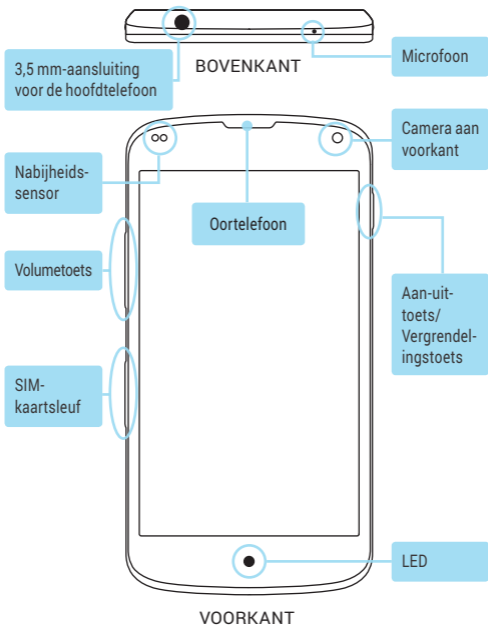 3,5 mm-aansluiting
voor de hoofdtelefoon
BOVENKANT
Microfoon
Nabijheids-
sensor
Camera aan
voorkant
Oortelefoon
Volumetoets
Aan-uit-
toets/
Vergrendel-
ingstoets
SIM-
kaartsleuf
LED
VOORKANT